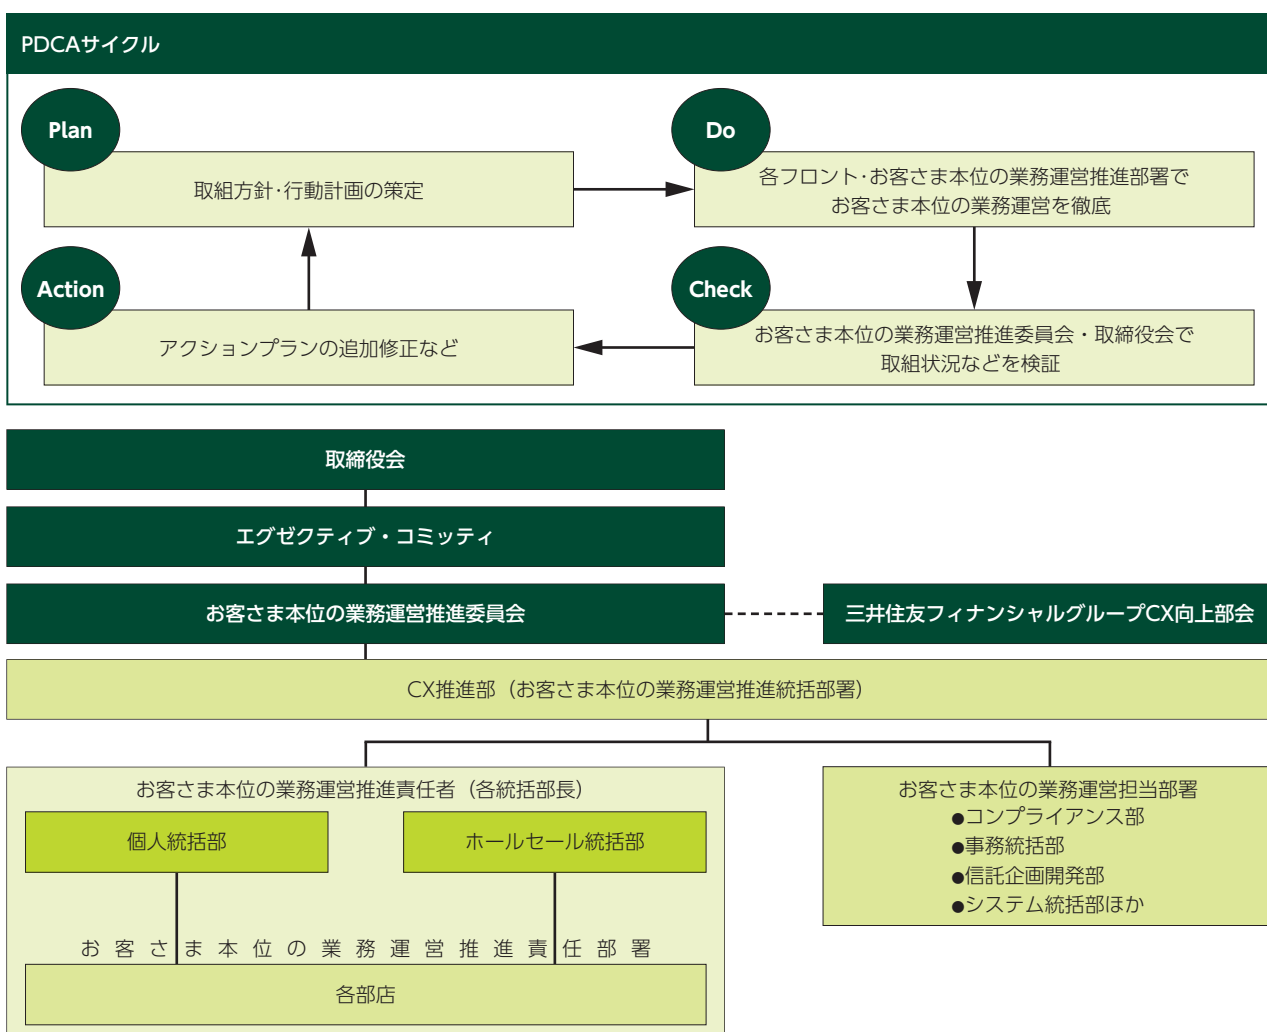 PDCAサイクル
Plan
取組方針・行動計画の策定
Do
各フロント・お客さま本位の業務運営推進部署で
お客さま本位の業務運営を徹底
Action
アクションプランの追加修正など
Check
お客さま本位の業務運営推進委員会・取締役会で
取組状況などを検証
取締役会
エグゼクティブ・コミッティ
お客さま本位の業務運営推進委員会
三井住友フィナンシャルグループCX向上部会
CX推進部（お客さま本位の業務運営推進統括部署）
お客さま本位の業務運営推進責任者（各統括部長）
個人統括部
ホールセール統括部
お客さま本位の業務運営推進責任部署
各部店
お客さま本位の業務運営担当部署
●コンプライアンス部
●事務統括部
●信託企画開発部
●システム統括部ほか